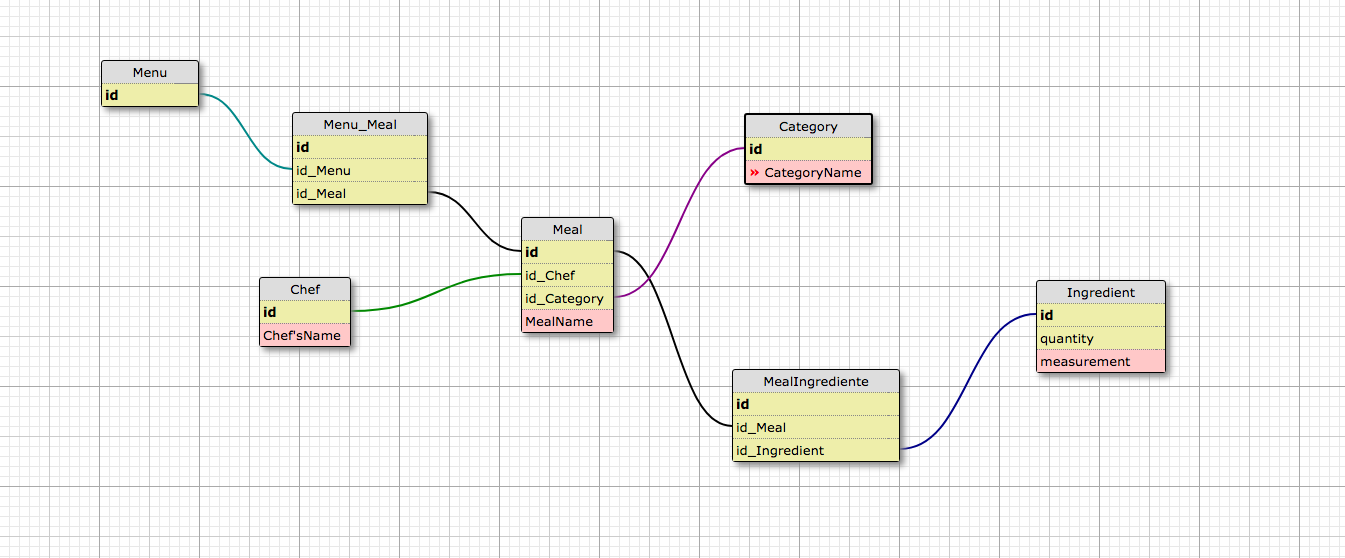 Menu
id
Menu_Meal
id
id_Menu
id_Meal
Category
id
» CategoryName
Meal
id
id_Chef
id_Category
MealName
Chef
id
Chef'sName
Ingredient
id
quantity
measurement
MealIngrediente
id
id_Meal
id_Ingredient